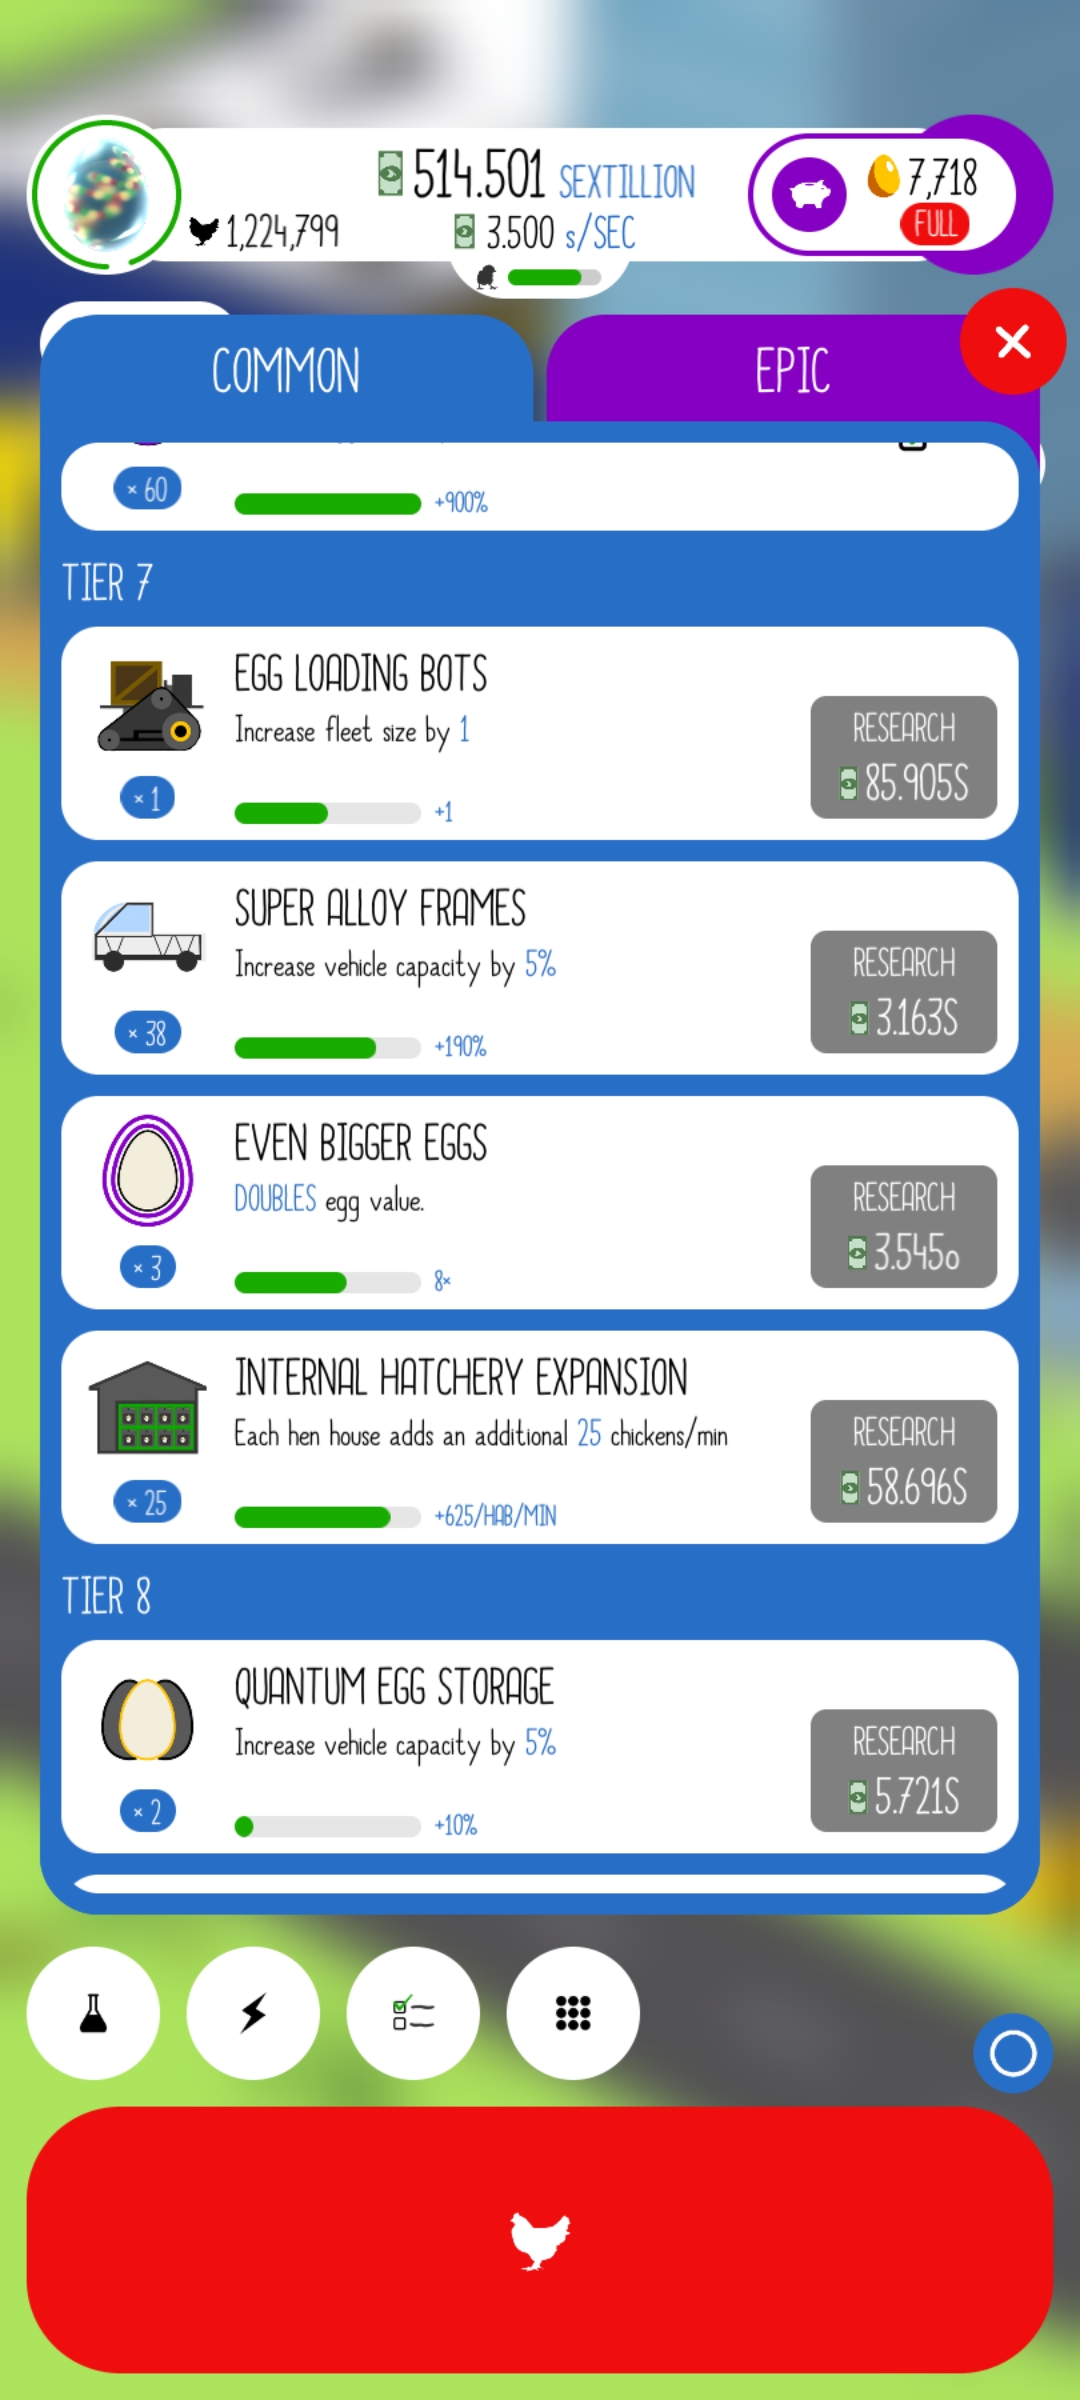 514.501 SEXTILLION
1,224,799
3.500 s/SEC
7,718
FULL
COMMON
EPIC
× 60
+900%
TIER 7
EGG LOADING BOTS
Increase fleet size by 1
× 1
+1
RESEARCH
85.905S
SUPER ALLOY FRAMES
Increase vehicle capacity by 5%
× 38
+190%
RESEARCH
3.163S
EVEN BIGGER EGGS
DOUBLES egg value.
× 3
8×
RESEARCH
3.545o
INTERNAL HATCHERY EXPANSION
Each hen house adds an additional 25 chickens/min
× 25
+625/HAB/MIN
RESEARCH
58.696S
TIER 8
QUANTUM EGG STORAGE
Increase vehicle capacity by 5%
× 2
+10%
RESEARCH
5.721S